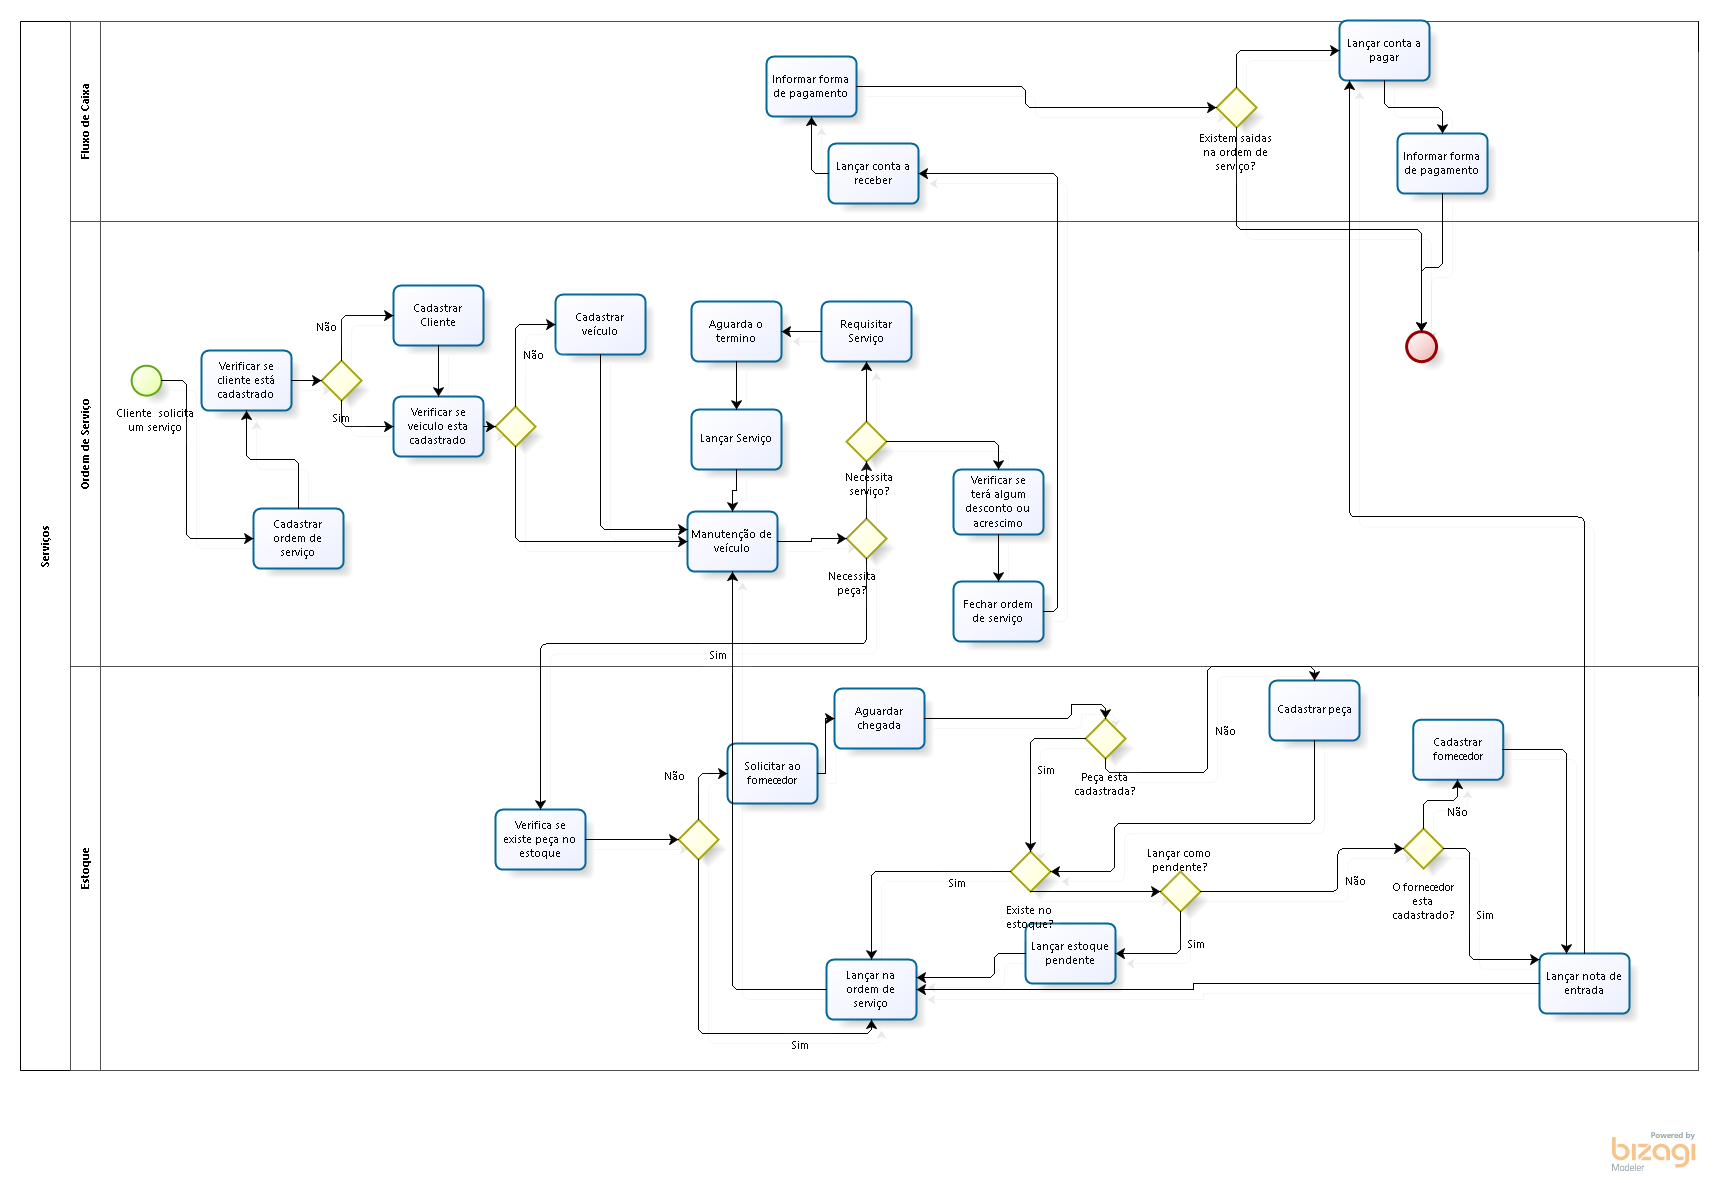 Serviços
Fluxo de Caixa
Lançar conta a
pagar
Informar forma
de pagamento
Existem saidas
na ordem de
serviço?
Lançar conta a
receber
Informar forma
de pagamento
Ordem de Serviço
Cliente solicita
um serviço
Verificar se
cliente está
cadastrado
Cadastrar
ordem de
serviço
Não
Sim
Cadastrar
Cliente
Verificar se
veiculo esta
cadastrado
Não
Cadastrar
veículo
Aguarda o
termino
Requisitar
Serviço
Lançar Serviço
Manutenção de
veículo
Necessita
serviço?
Necessita
peça?
Verificar se
terá algum
desconto ou
acrescimo
Fechar ordem
de serviço
Sim
Estoque
Verifica se
existe peça no
estoque
Não
Solicitar ao
fornecedor
Aguardar
chegada
Sim
Peça esta
cadastrada?
Não
Cadastrar peça
Cadastrar
fornecedor
Não
Lançar como
pendente?
Sim
Não
O fornecedor
esta
cadastrado?
Sim
Existe no
estoque?
Lançar estoque
pendente
Sim
Lançar na
ordem de
serviço
Lançar nota de
entrada
Sim
Powered by
bizagi
Modeler